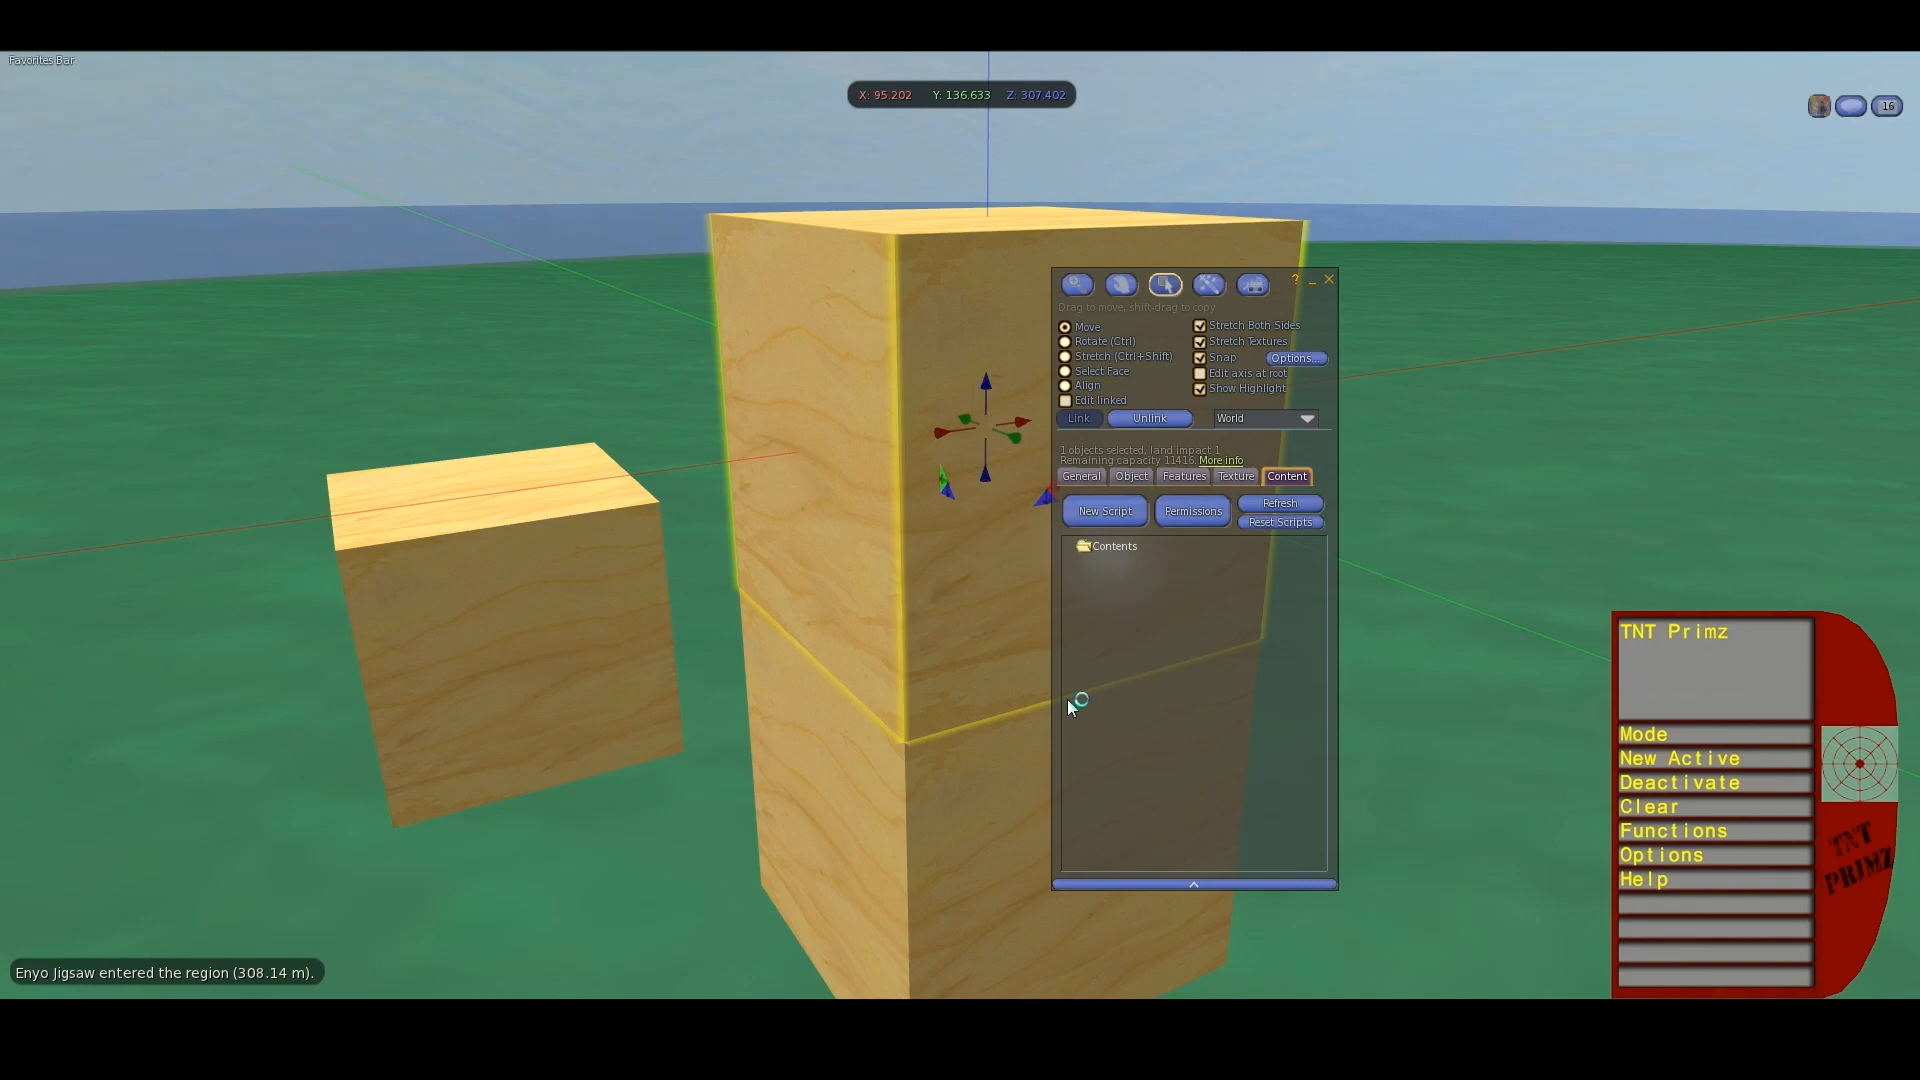 Favorites Bar
X: 95.202 Y: 136.633 Z: 307.402
16
? _ X
Drag to move, shift-drag to copy
Move
Rotate (Ctrl)
Stretch (Ctrl+Shift)
Select Face
Align
Edit linked
Stretch Both Sides
Stretch Textures
Snap Options...
Edit axis at root
Show Highlight
Link Unlink World
1 objects selected, land impact 1
Remaining capacity 11416. More info
General Object Features Texture Content
New Script Permissions Refresh
Reset Scripts
Contents
TNT Primz
Mode
New Active
Deactivate
Clear
Functions
Options
Help
TNT
PRIMZ
Enyo Jigsaw entered the region (308.14 m).